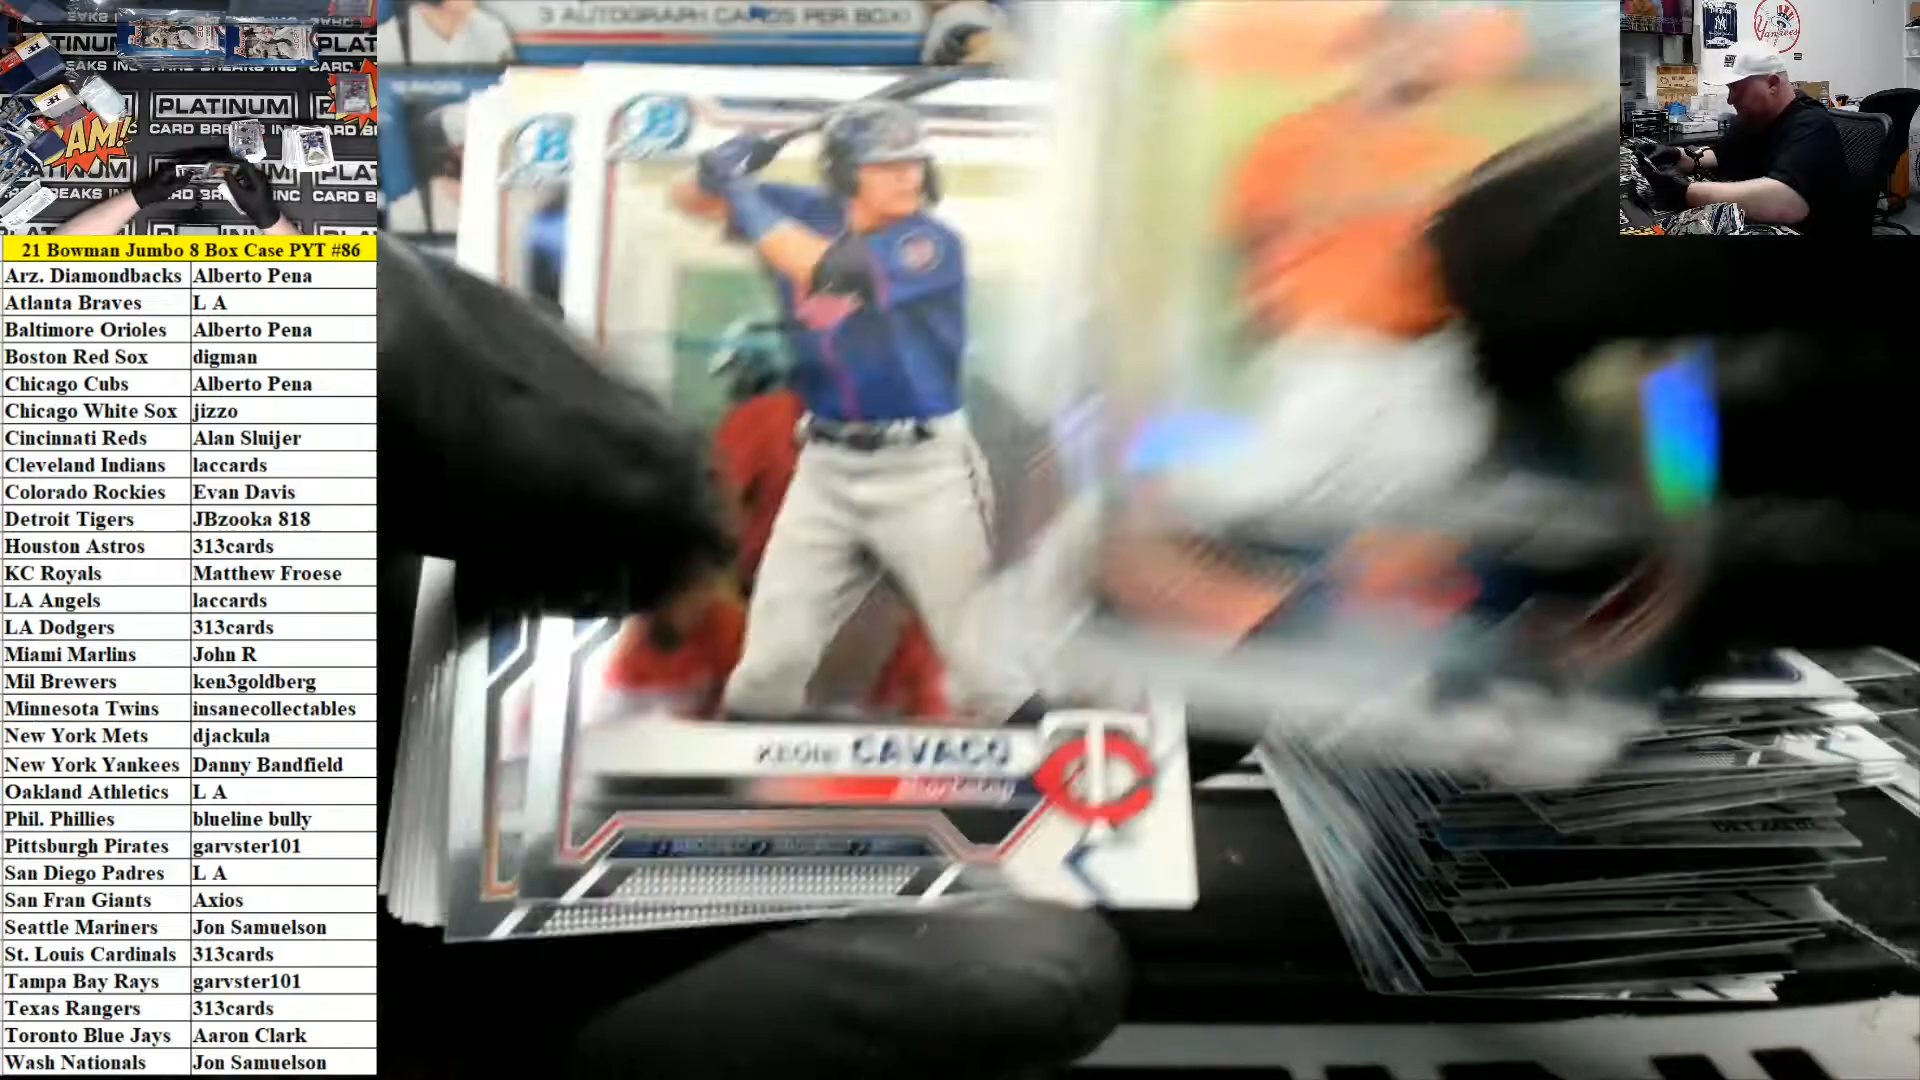 3 AUTOGRAPH CARDS PER BOX!
Yankees
PLATINUM
CARD BREAKS INC
AM!
21 Bowman Jumbo 8 Box Case PYT #86
Arz. Diamondbacks Alberto Pena
Atlanta Braves L A
Baltimore Orioles Alberto Pena
Boston Red Sox digman
Chicago Cubs Alberto Pena
Chicago White Sox jizzo
Cincinnati Reds Alan Sluijer
Cleveland Indians laccards
Colorado Rockies Evan Davis
Detroit Tigers JBzooka 818
Houston Astros 313cards
KC Royals Matthew Froese
LA Angels laccards
LA Dodgers 313cards
Miami Marlins John R
Mil Brewers ken3goldberg
Minnesota Twins insanecollectables
New York Mets djackula
New York Yankees Danny Bandfield
Oakland Athletics L A
Phil. Phillies blueline bully
Pittsburgh Pirates garvster101
San Diego Padres L A
San Fran Giants Axios
Seattle Mariners Jon Samuelson
St. Louis Cardinals 313cards
Tampa Bay Rays garvster101
Texas Rangers 313cards
Toronto Blue Jays Aaron Clark
Wash Nationals Jon Samuelson
CAVACO